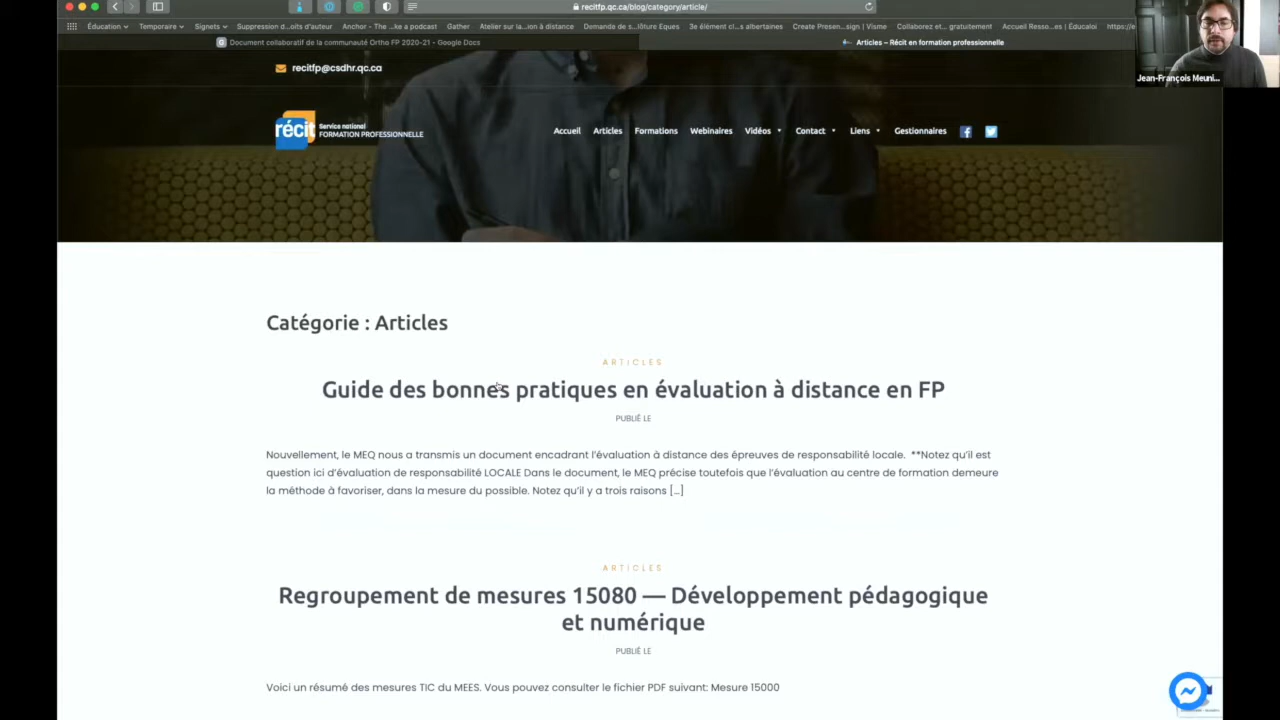 recitfp.qc.ca/blog/category/article/
Éducation Temporaire Signets Suppression d...oits d'auteur Anchor - The ...ke a podcast Gather Atelier sur la...ion à distance Demande de s...lôture Eques 3e élément cl...s albertaines Create Presen...sign | Visme Collaborez et... gratuitement Accueil Resso...es | Éducaloi https://e
Document collaboratif de la communauté Ortho FP 2020-21 - Google Docs
Articles – Récit en formation professionnelle
Jean-François Meuni...
recitfp@csdhr.qc.ca
récit Service national
FORMATION PROFESSIONNELLE
Accueil Articles Formations Webinaires Vidéos Contact Liens Gestionnaires
Catégorie : Articles
ARTICLES
Guide des bonnes pratiques en évaluation à distance en FP
PUBLIÉ LE
Nouvellement, le MEQ nous a transmis un document encadrant l'évaluation à distance des épreuves de responsabilité locale. **Notez qu'il est
question ici d'évaluation de responsabilité LOCALE Dans le document, le MEQ précise toutefois que l'évaluation au centre de formation demeure
la méthode à favoriser, dans la mesure du possible. Notez qu'il y a trois raisons [...]
ARTICLES
Regroupement de mesures 15080 — Développement pédagogique
et numérique
PUBLIÉ LE
Voici un résumé des mesures TIC du MEES. Vous pouvez consulter le fichier PDF suivant: Mesure 15000